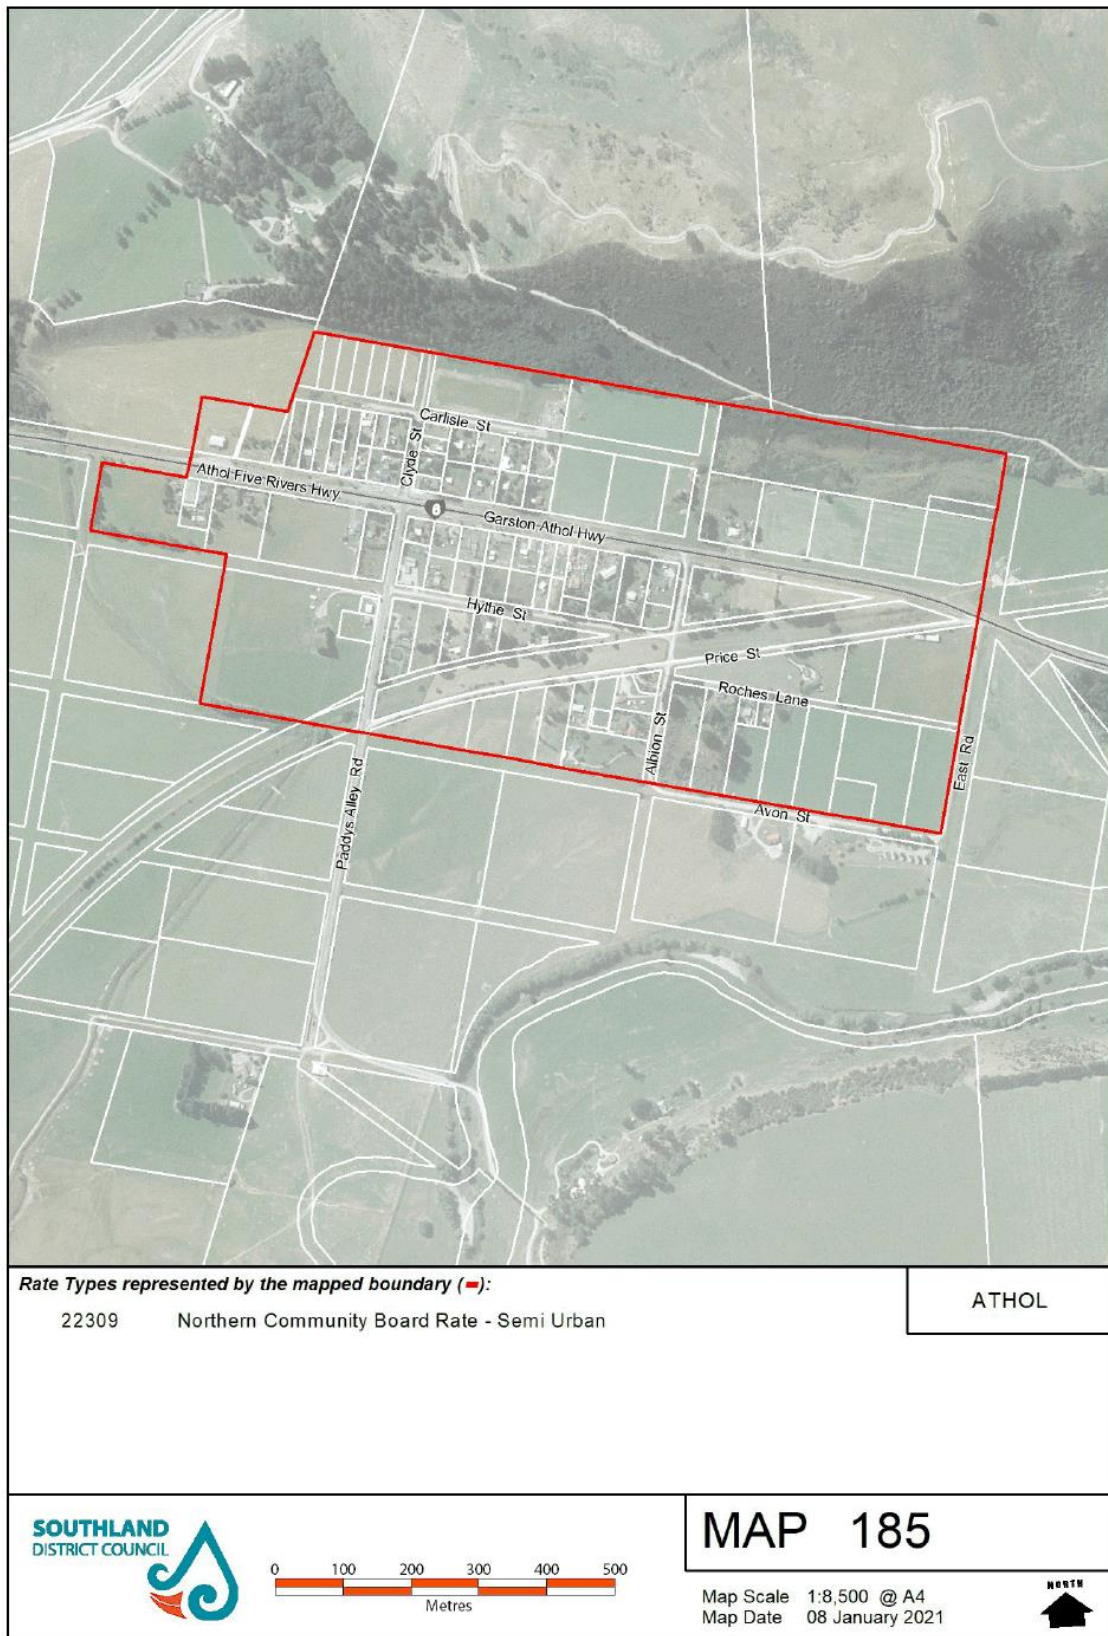 Carlisle St
Clyde St
Athol Five Rivers Hwy
6
Garston Athol Hwy
Hythe St
Price St
Roches Lane
Albion St
East Rd
Paddys Alley Rd
Avon St
Rate Types represented by the mapped boundary (-):
22309 Northern Community Board Rate - Semi Urban
ATHOL
SOUTHLAND
DISTRICT COUNCIL
0 100 200 300 400 500
Metres
MAP 185
Map Scale 1:8,500 @ A4
Map Date 08 January 2021
NORTH